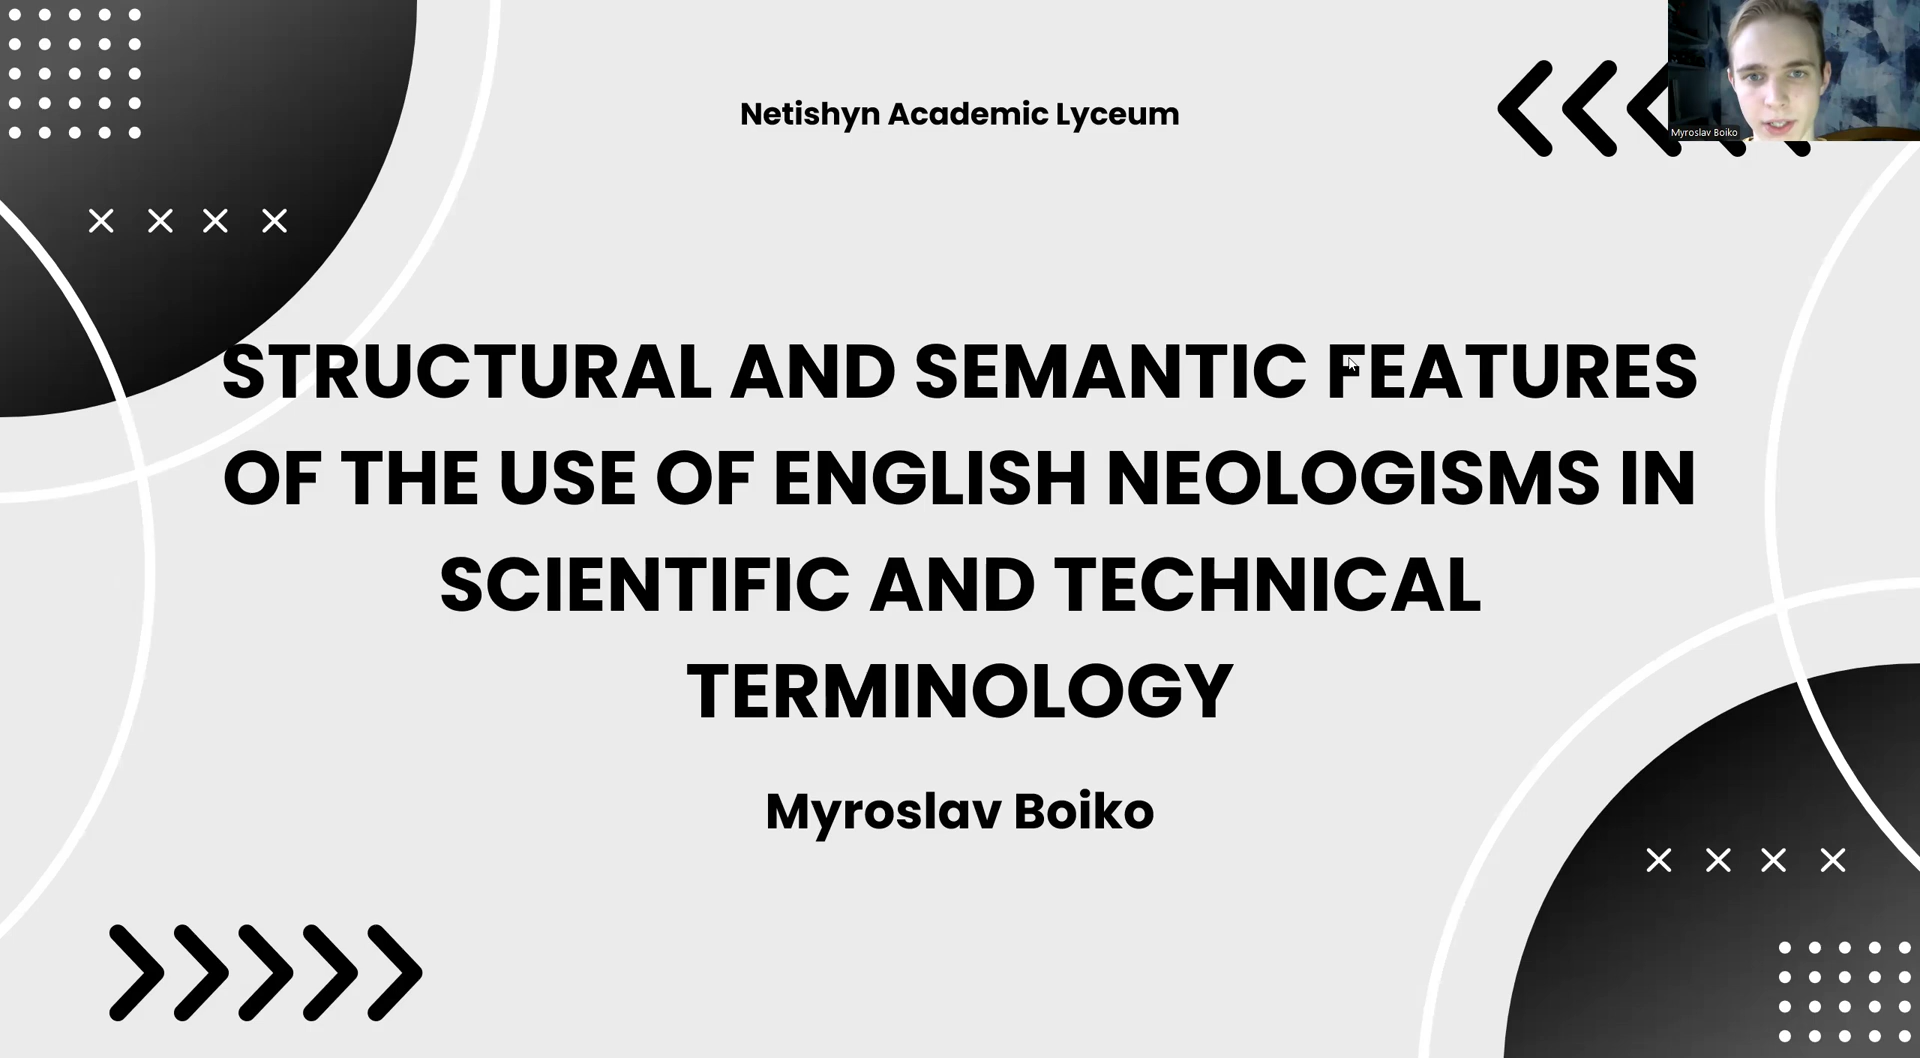 Netishyn Academic Lyceum
Myroslav Boiko
STRUCTURAL AND SEMANTIC FEATURES
OF THE USE OF ENGLISH NEOLOGISMS IN
SCIENTIFIC AND TECHNICAL
TERMINOLOGY
Myroslav Boiko